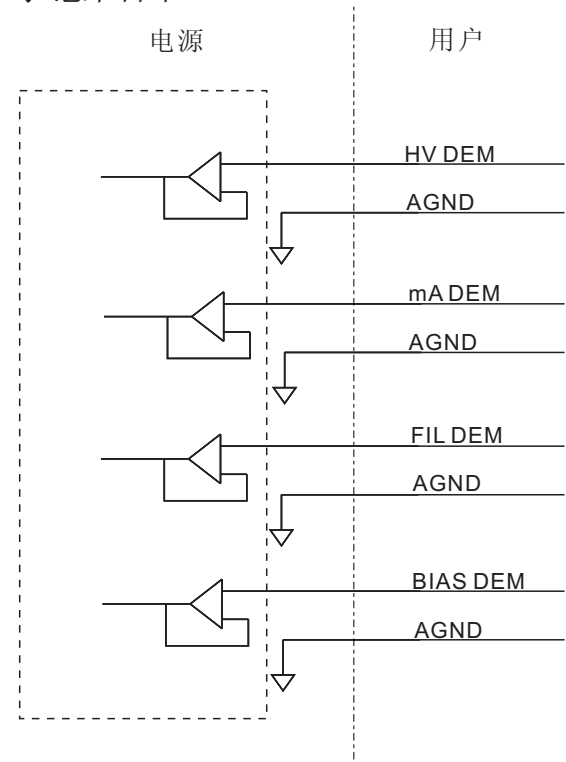 电源
用户
HV DEM
AGND
mA DEM
AGND
FIL DEM
AGND
BIAS DEM
AGND